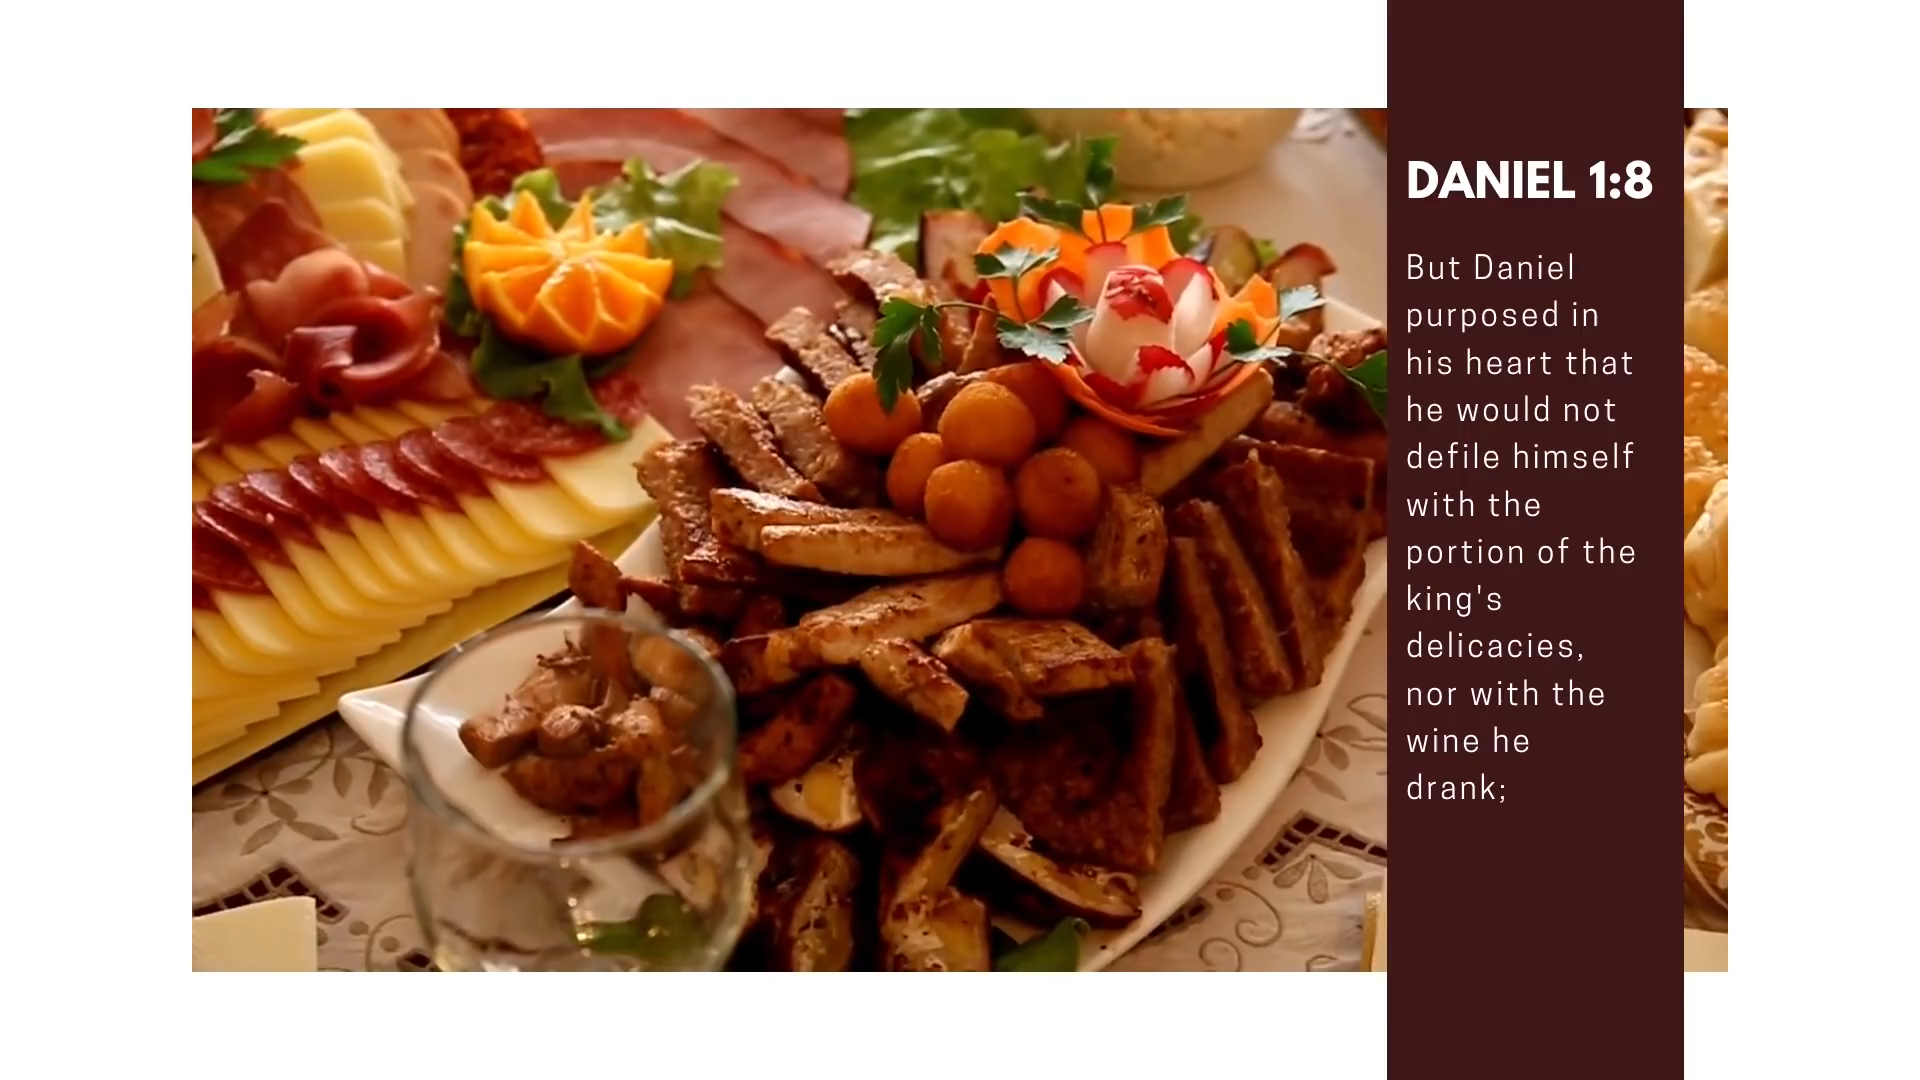 DANIEL 1:8
But Daniel
purposed in
his heart that
he would not
defile himself
with the
portion of the
king's
delicacies,
nor with the
wine he
drank;